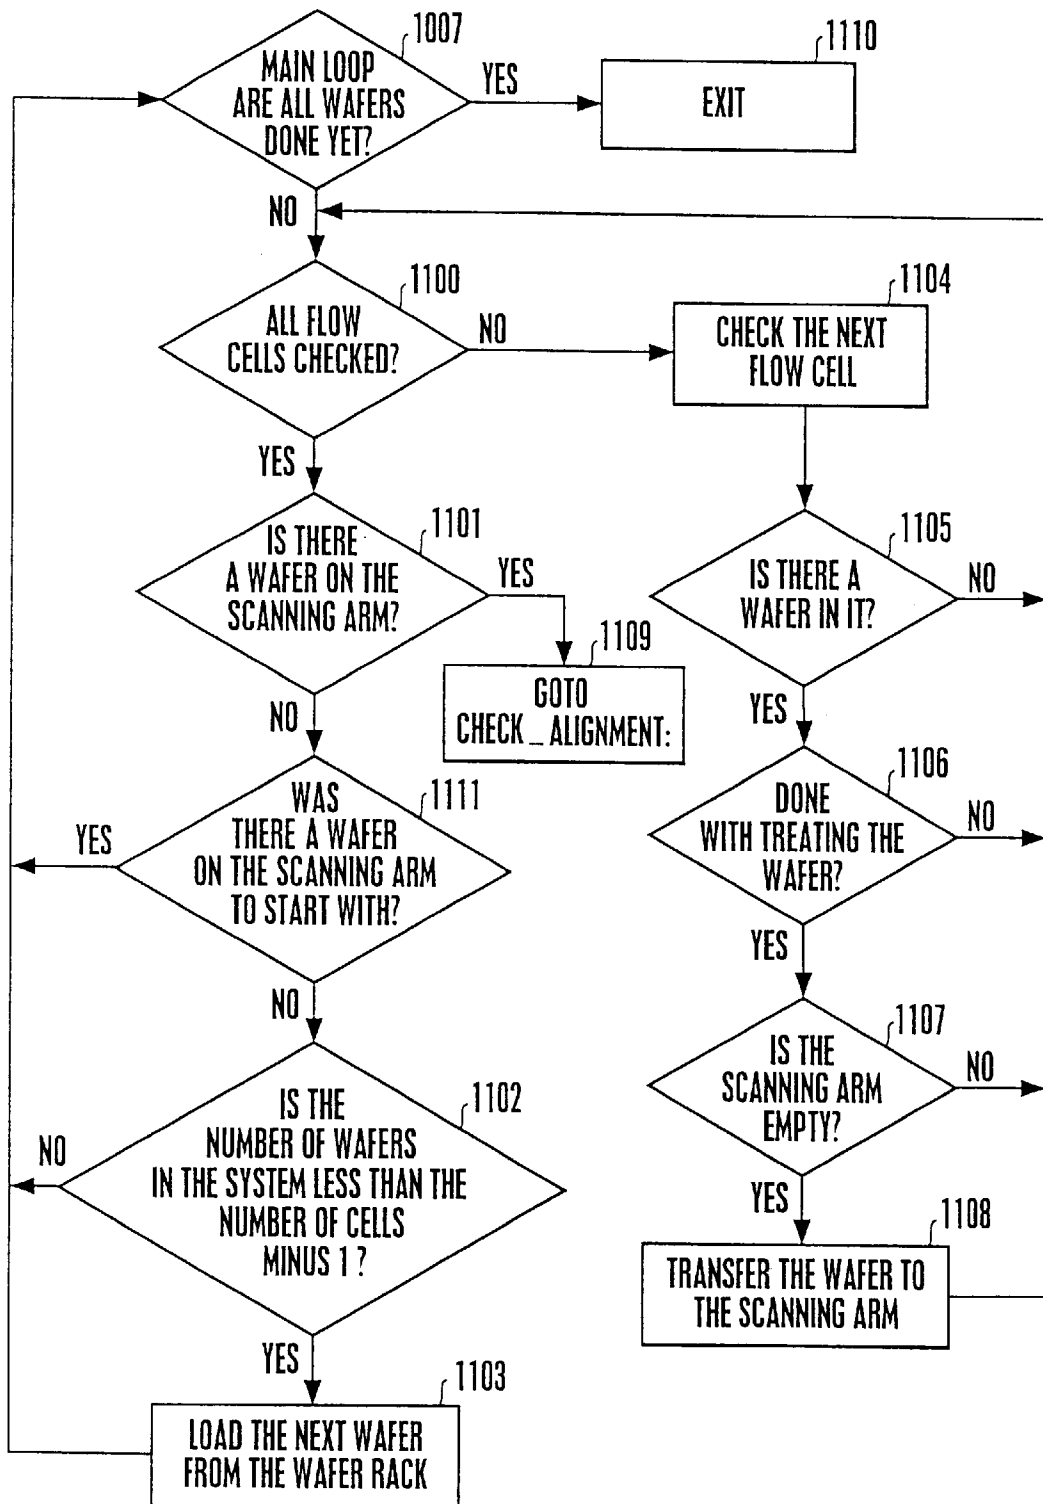 1007
MAIN LOOP
ARE ALL WAFERS
DONE YET?
YES
1110
EXIT
NO
1100
ALL FLOW
CELLS CHECKED?
NO
1104
CHECK THE NEXT
FLOW CELL
YES
1101
IS THERE
A WAFER ON THE
SCANNING ARM?
YES
1109
GOTO
CHECK_ALIGNMENT:
1105
IS THERE A
WAFER IN IT?
NO
YES
NO
1111
WAS
THERE A WAFER
ON THE SCANNING ARM
TO START WITH?
YES
1106
DONE
WITH TREATING THE
WAFER?
NO
YES
NO
1107
IS THE
SCANNING ARM
EMPTY?
NO
YES
1102
IS THE
NUMBER OF WAFERS
IN THE SYSTEM LESS THAN THE
NUMBER OF CELLS
MINUS 1?
NO
1108
TRANSFER THE WAFER TO
THE SCANNING ARM
YES
1103
LOAD THE NEXT WAFER
FROM THE WAFER RACK